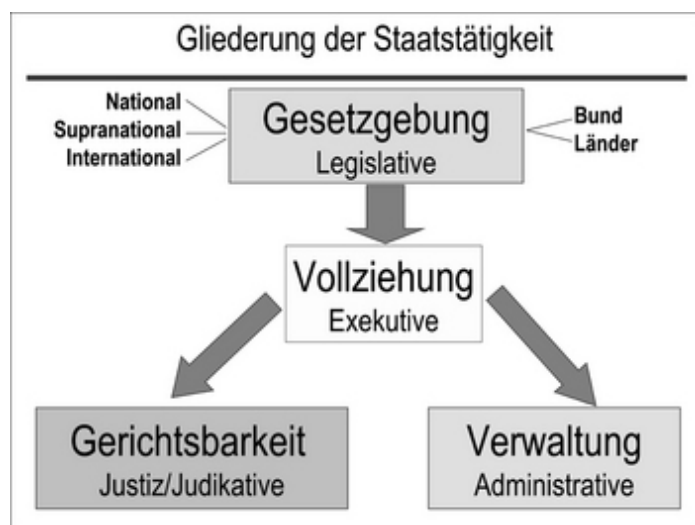 Gliederung der Staatstätigkeit
National
Supranational
International
Gesetzgebung
Legislative
Bund
Länder
Vollziehung
Exekutive
Gerichtsbarkeit
Justiz/Judikative
Verwaltung
Administrative